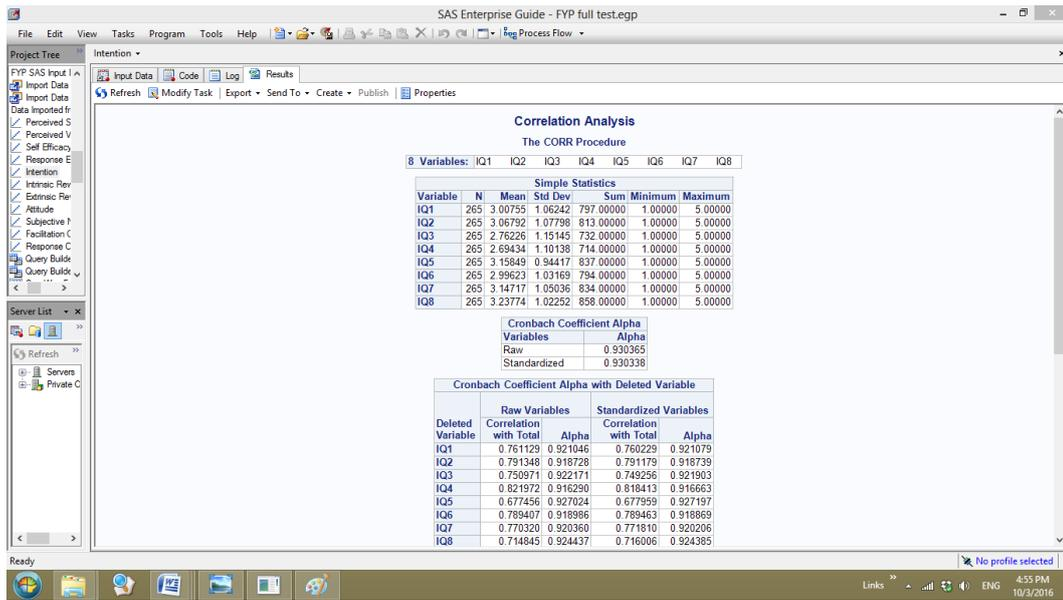 SAS Enterprise Guide - FYP full test.egp
File Edit View Tasks Program Tools Help Process Flow
Project Tree
Intention
FYP SAS Input
Input Data Code Log Results
Import Data
Refresh Modify Task Export Send To Create Publish Properties
Import Data
Data Imported fr
Perceived S
Perceived V
Self Efficacy
Response E
Intention
Intrinsic Rev
Extrinsic Re
Attitude
Subjective
Facilitation C
Response C
Query Builde
Query Builde
Server List
Refresh
Servers
Private C
Correlation Analysis
The CORR Procedure
8 Variables: IQ1 IQ2 IQ3 IQ4 IQ5 IQ6 IQ7 IQ8
Simple Statistics
Variable N Mean Std Dev Sum Minimum Maximum
IQ1 265 3.00755 1.06242 797.00000 1.00000 5.00000
IQ2 265 3.06792 1.07798 813.00000 1.00000 5.00000
IQ3 265 2.76226 1.15145 732.00000 1.00000 5.00000
IQ4 265 2.69434 1.10138 714.00000 1.00000 5.00000
IQ5 265 3.15849 0.94417 837.00000 1.00000 5.00000
IQ6 265 2.99623 1.03169 794.00000 1.00000 5.00000
IQ7 265 3.14717 1.05036 834.00000 1.00000 5.00000
IQ8 265 3.23774 1.02252 858.00000 1.00000 5.00000
Cronbach Coefficient Alpha
Variables Alpha
Raw 0.930365
Standardized 0.930338
Cronbach Coefficient Alpha with Deleted Variable
Raw Variables Standardized Variables
Deleted Correlation Correlation
Variable with Total Alpha with Total Alpha
IQ1 0.761129 0.921046 0.760229 0.921079
IQ2 0.791348 0.918728 0.791179 0.918739
IQ3 0.750971 0.922171 0.749256 0.921903
IQ4 0.821972 0.916290 0.818413 0.916663
IQ5 0.677456 0.927024 0.677959 0.927197
IQ6 0.789407 0.918986 0.789463 0.918869
IQ7 0.770320 0.920360 0.771810 0.920206
IQ8 0.714845 0.924437 0.716006 0.924385
Ready
No profile selected
Links ENG 4:55 PM
10/3/2016